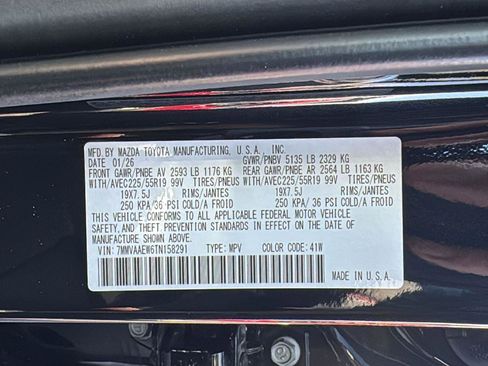 MFD. BY MAZDA TOYOTA MANUFACTURING, U.S.A., INC.
DATE 01/26 GVWR/PNBV 5135 LB 2329 KG
FRONT GAWR/PNBE AV 2593 LB 1176 KG REAR GAWR/PNBE AR 2564 LB 1163 KG
WITH/AVEC225/55R19 99V TIRES/PNEUS WITH/AVEC225/55R19 99V TIRES/PNEUS
19X7.5J RIMS/JANTES 19X7.5J RIMS/JANTES
250 KPA/36 PSI COLD/A FROID 250 KPA/36 PSI COLD/A FROID
THIS VEHICLE CONFORMS TO ALL APPLICABLE FEDERAL MOTOR VEHICLE
SAFETY, AND THEFT PREVENTION STANDARDS IN EFFECT ON THE DATE OF
MANUFACTURE SHOWN ABOVE.
VIN: 7MMVAAEW6TN158291 TYPE: MPV COLOR CODE: 41W
MADE IN U.S.A.